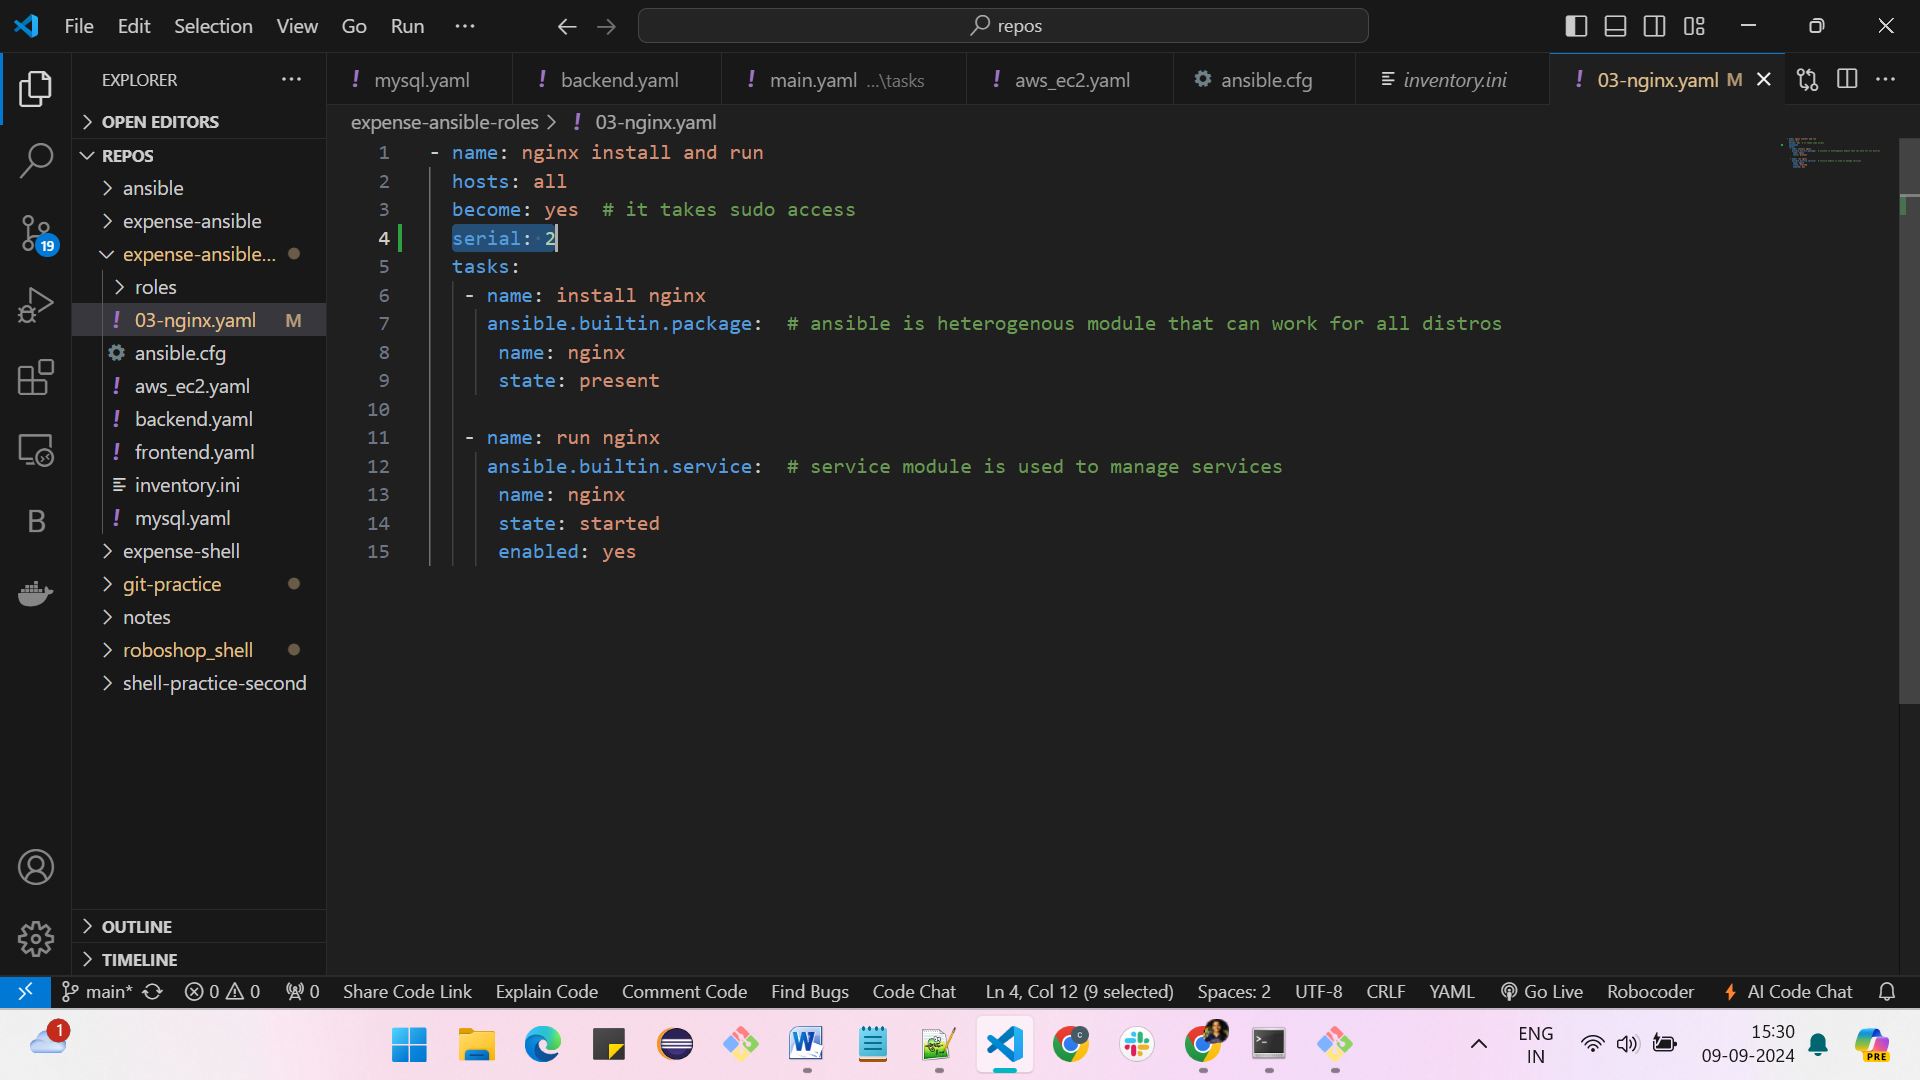 File Edit Selection View Go Run ...
repos
EXPLORER
OPEN EDITORS
REPOS
ansible
expense-ansible
expense-ansible...
roles
03-nginx.yaml M
ansible.cfg
aws_ec2.yaml
backend.yaml
frontend.yaml
inventory.ini
mysql.yaml
expense-shell
git-practice
notes
roboshop_shell
shell-practice-second
OUTLINE
TIMELINE
19
B
! mysql.yaml ! backend.yaml ! main.yaml ...\tasks ! aws_ec2.yaml ansible.cfg inventory.ini ! 03-nginx.yaml M
expense-ansible-roles > ! 03-nginx.yaml
1 - name: nginx install and run
2 hosts: all
3 become: yes # it takes sudo access
4 serial: 2
5 tasks:
6 - name: install nginx
7 ansible.builtin.package: # ansible is heterogenous module that can work for all distros
8 name: nginx
9 state: present
10
11 - name: run nginx
12 ansible.builtin.service: # service module is used to manage services
13 name: nginx
14 state: started
15 enabled: yes
main* 0 0 0 Share Code Link Explain Code Comment Code Find Bugs Code Chat Ln 4, Col 12 (9 selected) Spaces: 2 UTF-8 CRLF YAML Go Live Robocoder AI Code Chat
1
ENG
IN
15:30
09-09-2024
PRE